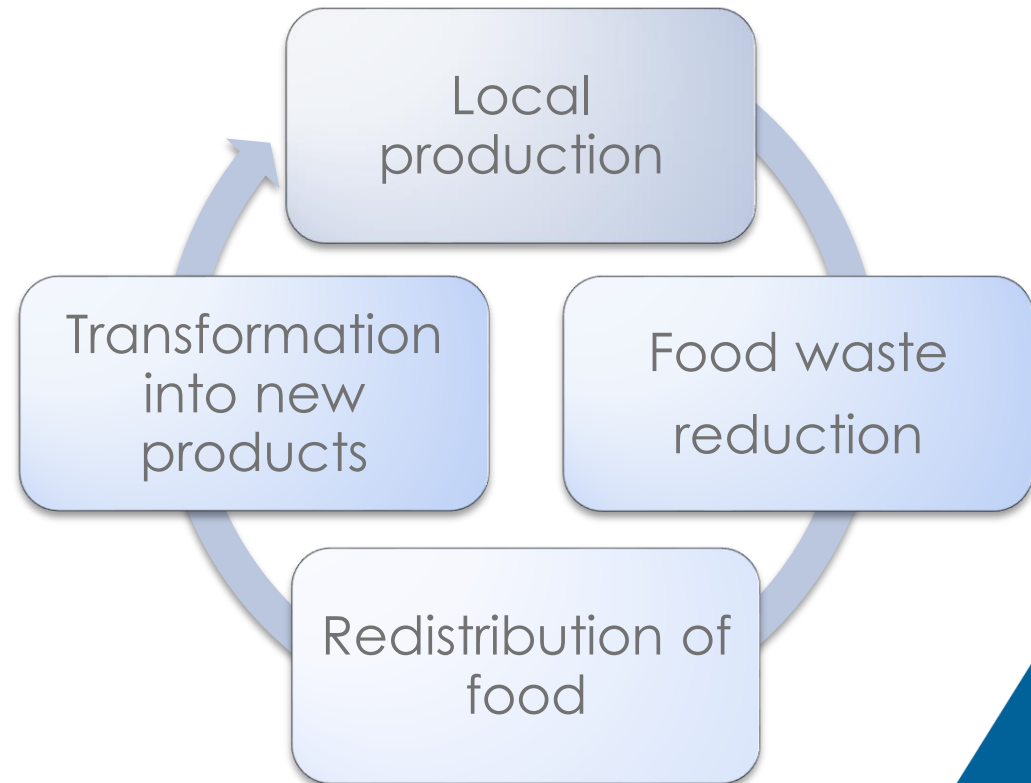 Local
production
Food waste
reduction
Redistribution of
food
Transformation
into new
products